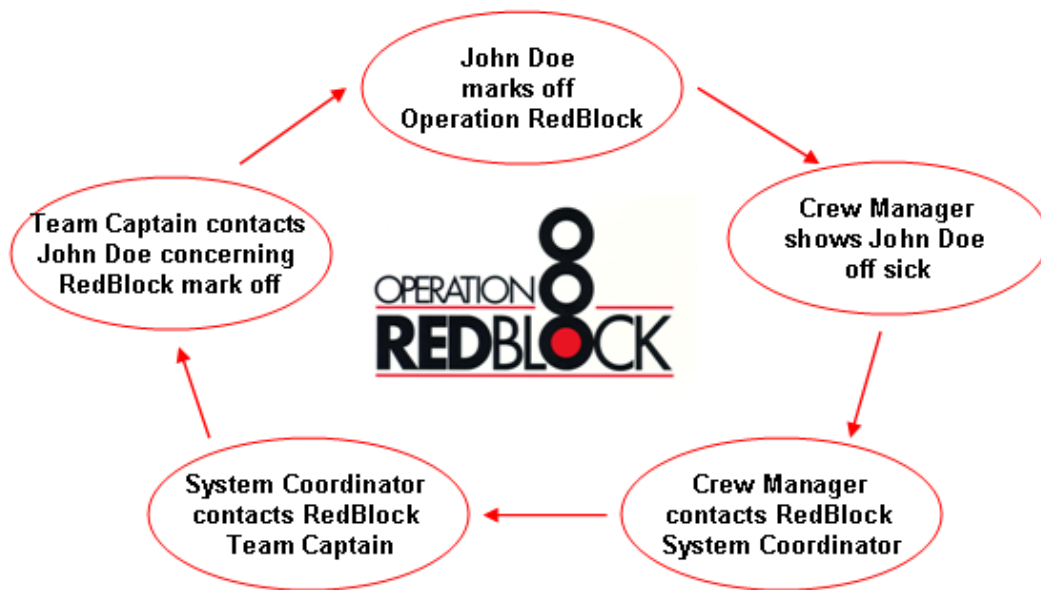 John Doe
marks off
Operation RedBlock
Crew Manager
shows John Doe
off sick
Crew Manager
contacts RedBlock
System Coordinator
System Coordinator
contacts RedBlock
Team Captain
Team Captain contacts
John Doe concerning
RedBlock mark off
OPERATION
REDBLOCK